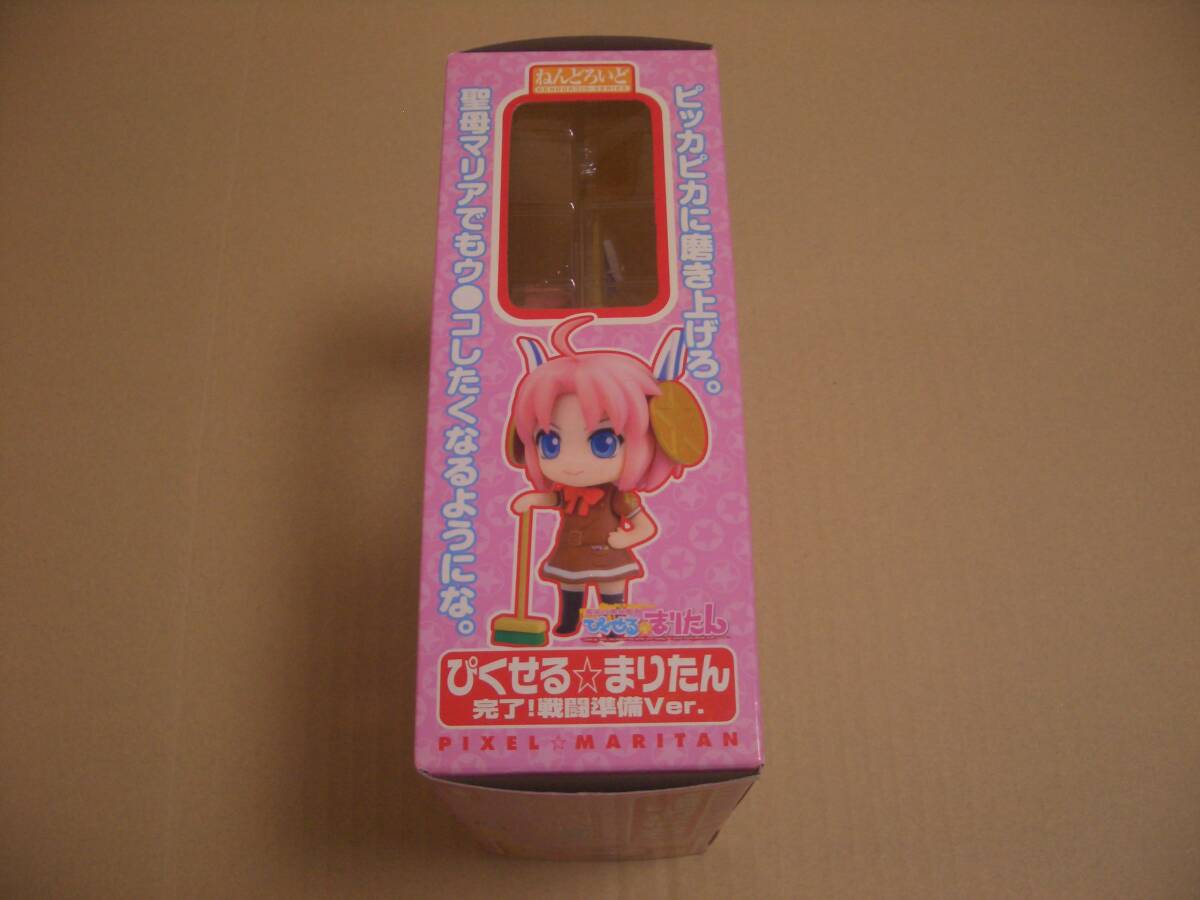 ねんどろいど
NENDOROID SERIES
ピッカピカに磨き上げろ。
聖母マリアでもウ●コしたくなるようにな。
ぴくせる★まりたん
ぴくせる☆まりたん
完了!戦闘準備Ver.
PIXEL☆MARITAN